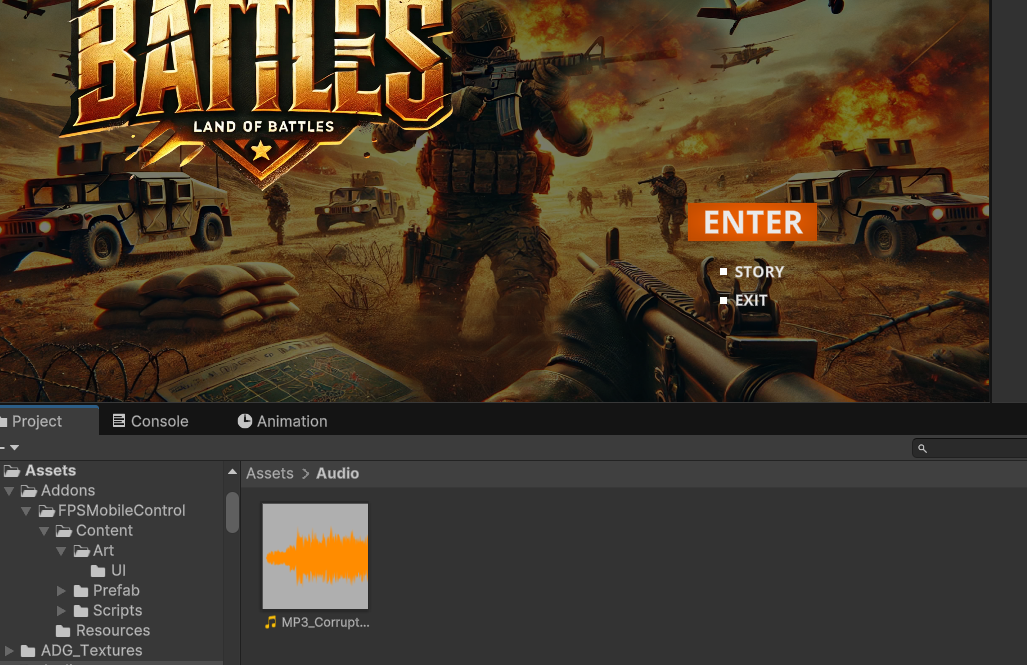 BATTLES
LAND OF BATTLES
ENTER
STORY
EXIT
Project
Console
Animation
Assets
Addons
FPSMobileControl
Content
Art
UI
Prefab
Scripts
Resources
ADG_Textures
Assets > Audio
MP3_Corrupt...